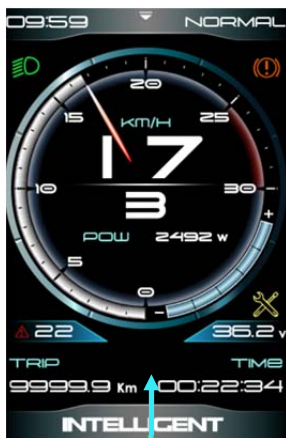 09:59 NORMAL
20
15 25
KM/H
17
10 30
3
+
POW 2492 W
5
0
-
22 36.2 v
TRIP TIME
9999.9 Km 00:22:34
INTELLIGENT